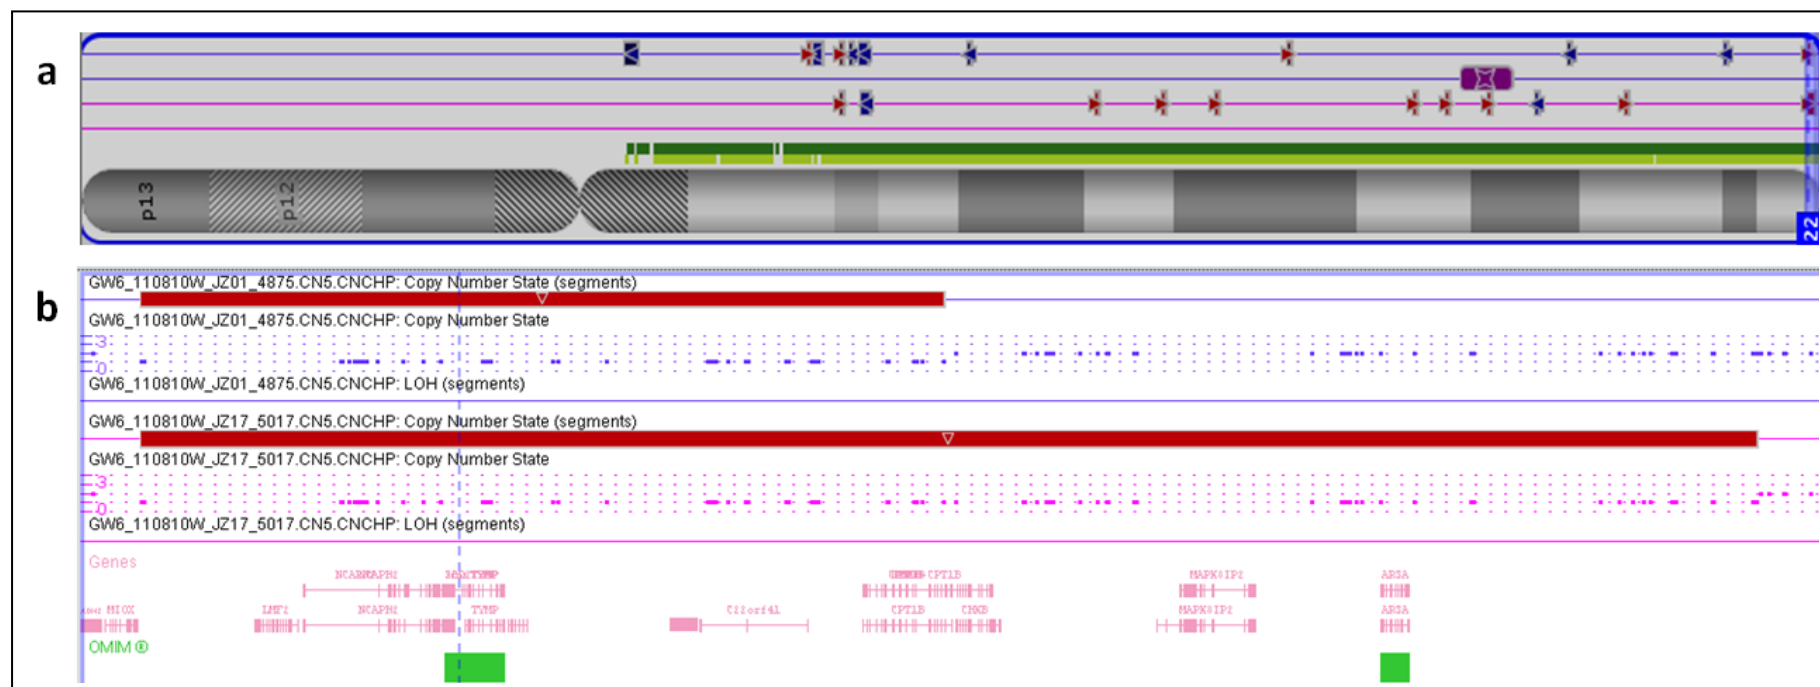 a
p13 p12
22
b
GW6_110810W_JZ01_4875.CN5.CNCHP: Copy Number State (segments)
GW6_110810W_JZ01_4875.CN5.CNCHP: Copy Number State
3
0
GW6_110810W_JZ01_4875.CN5.CNCHP: LOH (segments)
GW6_110810W_JZ17_5017.CN5.CNCHP: Copy Number State (segments)
GW6_110810W_JZ17_5017.CN5.CNCHP: Copy Number State
3
0
GW6_110810W_JZ17_5017.CN5.CNCHP: LOH (segments)
Genes
CPT1B MAPK8IP2 ARSA
MIOX LMF2 NCAPH2 TYMP C22orf41 CPT1B CHKB MAPK8IP2 ARSA
OMIM ®